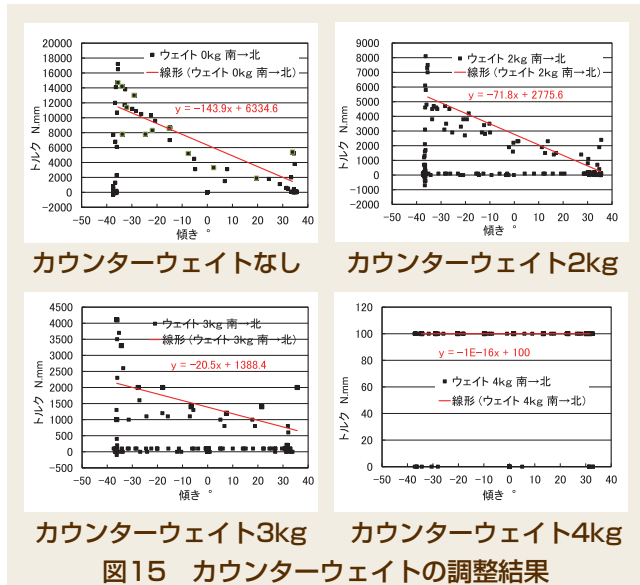 20000
18000
16000
14000
12000
10000
8000
6000
4000
2000
0
−2000
トルク N.mm
ウェイト 0kg 南→北
線形 (ウェイト 0kg 南→北)
y = −143.9x + 6334.6
−50 −40 −30 −20 −10 0 10 20 30 40
傾き °
カウンターウェイトなし
9000
8000
7000
6000
5000
4000
3000
2000
1000
0
−1000
−2000
トルク N.mm
ウェイト 2kg 南→北
線形 (ウェイト 2kg 南→北)
y = −71.8x + 2775.6
−50 −40 −30 −20 −10 0 10 20 30 40
傾き °
カウンターウェイト2kg
4500
4000
3500
3000
2500
2000
1500
1000
500
0
−500
トルク N.mm
ウェイト 3kg 南→北
線形 (ウェイト 3kg 南→北)
y = −20.5x + 1388.4
−50 −40 −30 −20 −10 0 10 20 30 40
傾き °
カウンターウェイト3kg
120
100
80
60
40
20
0
トルク N.mm
y = −1E−16x + 100
ウェイト 4kg 南→北
線形 (ウェイト 4kg 南→北)
−50 −40 −30 −20 −10 0 10 20 30 40
傾き °
カウンターウェイト4kg
図15 カウンターウェイトの調整結果